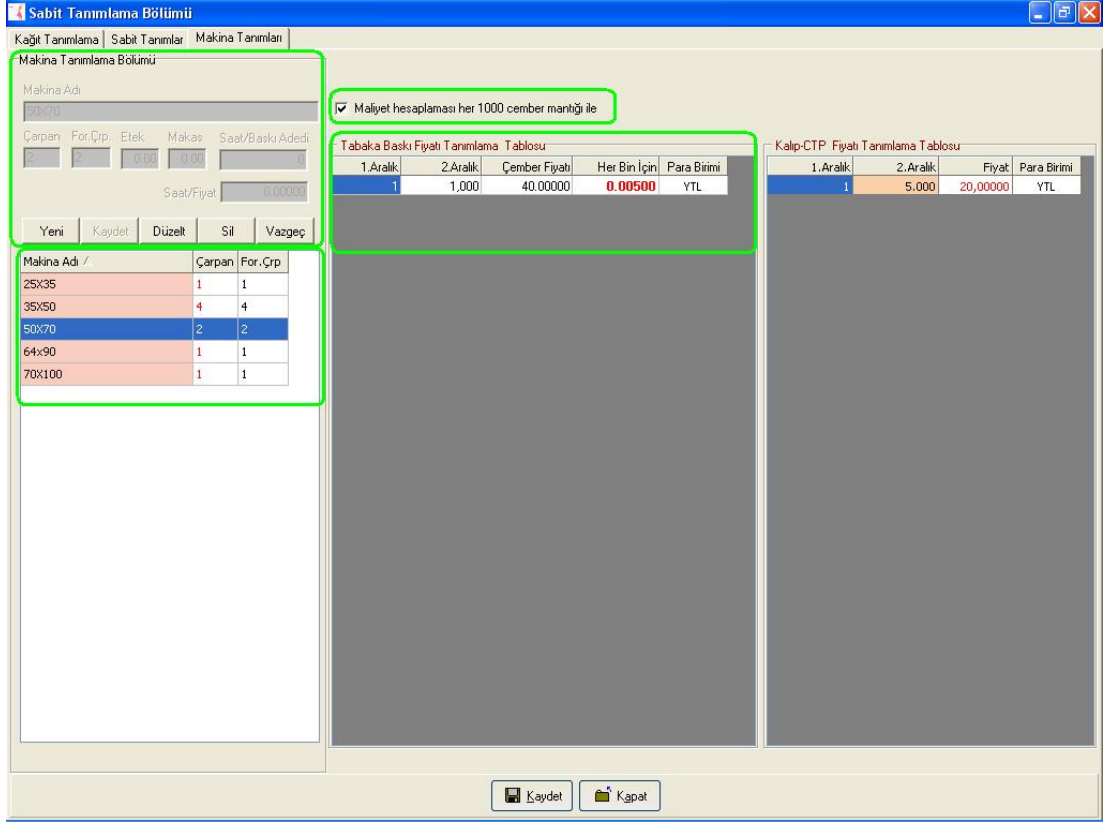 Sabit Tanımlama Bölümü
Kağıt Tanımlama Sabit Tanımlar Makina Tanımları
Makina Tanımlama Bölümü
Makina Adı
50X70
Çarpan For.Çrp. Etek Makas Saat/Baskı Adedi
2 2 0.00 0.00 0
Saat/Fiyat 0.00000
Yeni Kaydet Düzelt Sil Vazgeç
Makina Adı Çarpan For.Çrp
25X35 1 1
35X50 4 4
50X70 2 2
64x90 1 1
70X100 1 1
Maliyet hesaplaması her 1000 cember mantığı ile
Tabaka Baskı Fiyatı Tanımlama Tablosu
1.Aralık 2.Aralık Çember Fiyatı Her Bin İçin Para Birimi
1 1,000 40.00000 0.00500 YTL
Kalıp-CTP Fiyatı Tanımlama Tablosu
1.Aralık 2.Aralık Fiyat Para Birimi
1 5.000 20,00000 YTL
Kaydet Kapat